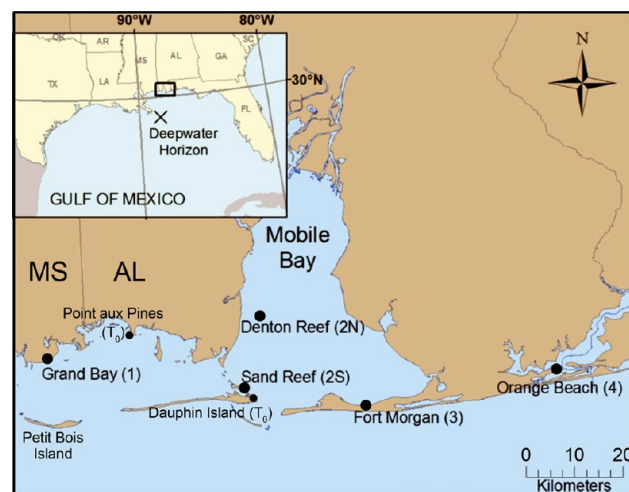 90°W
80°W
OK
AR
SC
MS
AL
GA
TX
LA
30°N
FL
Deepwater
Horizon
GULF OF MEXICO
N
Mobile
Bay
MS
AL
Point aux Pines
(T0)
Denton Reef (2N)
Grand Bay (1)
Sand Reef (2S)
Orange Beach (4)
Dauphin Island (T0)
Fort Morgan (3)
Petit Bois
Island
0
10
20
Kilometers